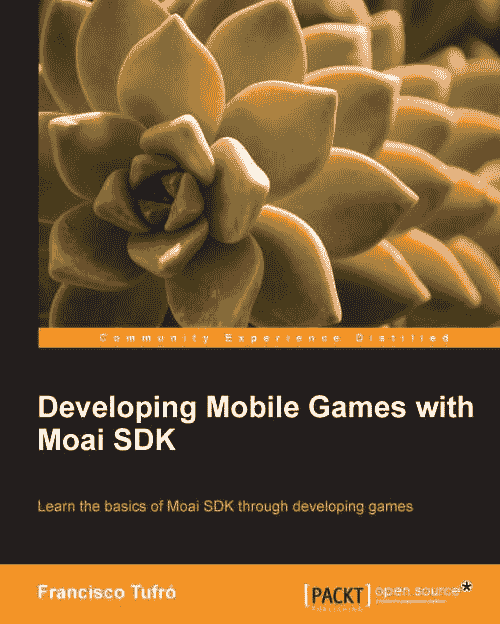 Community Experience Distilled
Developing Mobile Games with
Moai SDK
Learn the basics of Moai SDK through developing games
Francisco Tufró
[PACKT] open source*
PUBLISHING